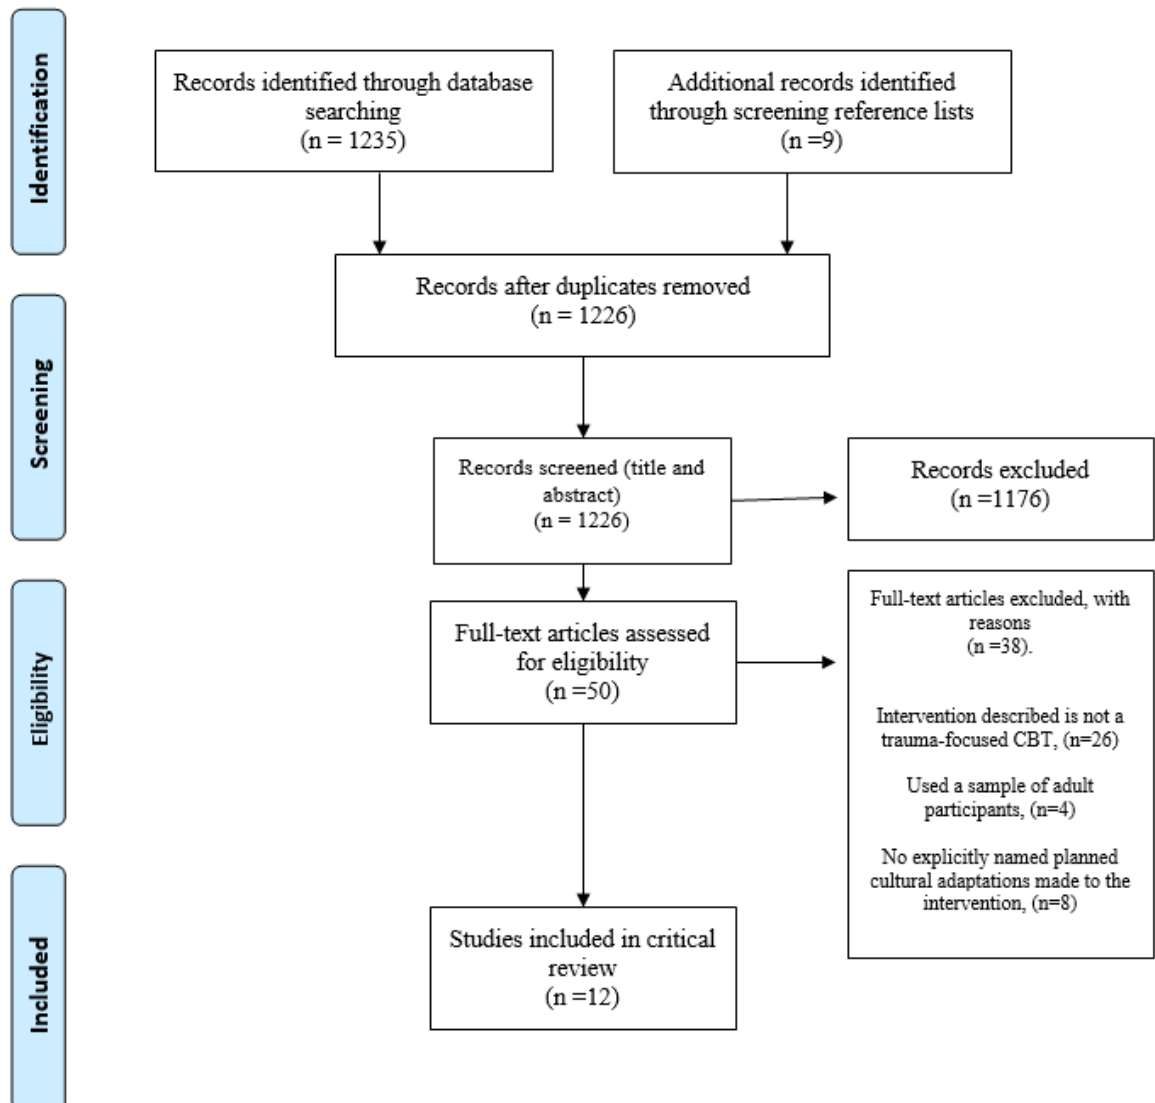 Identification
Records identified through database
searching
(n = 1235)
Additional records identified
through screening reference lists
(n =9)
Screening
Records after duplicates removed
(n = 1226)
Records screened (title and
abstract)
(n = 1226)
Records excluded
(n =1176)
Eligibility
Full-text articles assessed
for eligibility
(n =50)
Full-text articles excluded, with
reasons
(n =38).
Intervention described is not a
trauma-focused CBT, (n=26)
Used a sample of adult
participants, (n=4)
No explicitly named planned
cultural adaptations made to the
intervention, (n=8)
Included
Studies included in critical
review
(n =12)